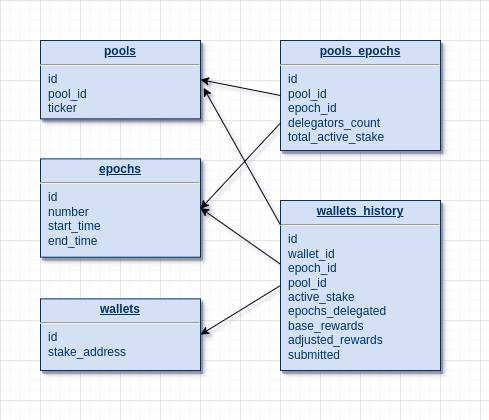 pools
id
pool_id
ticker
pools_epochs
id
pool_id
epoch_id
delegators_count
total_active_stake
epochs
id
number
start_time
end_time
wallets_history
id
wallet_id
epoch_id
pool_id
active_stake
epochs_delegated
base_rewards
adjusted_rewards
submitted
wallets
id
stake_address